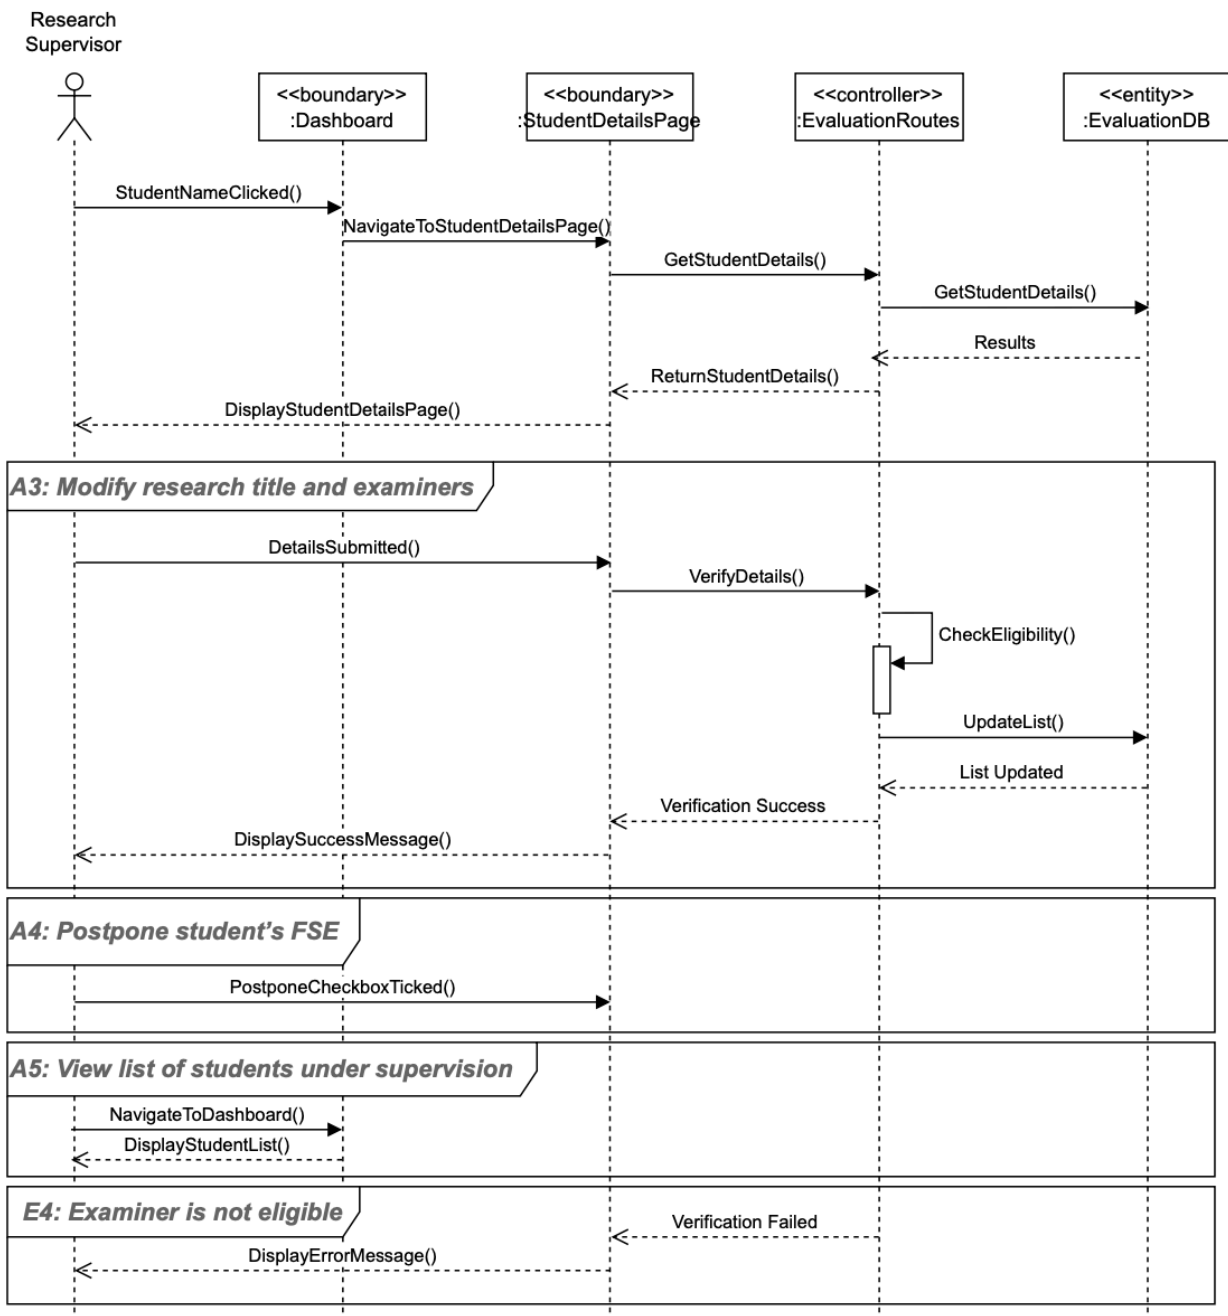 Research
Supervisor
<<boundary>>
:Dashboard
<<boundary>>
:StudentDetailsPage
<<controller>>
:EvaluationRoutes
<<entity>>
:EvaluationDB
StudentNameClicked()
NavigateToStudentDetailsPage()
GetStudentDetails()
GetStudentDetails()
Results
ReturnStudentDetails()
DisplayStudentDetailsPage()
A3: Modify research title and examiners
DetailsSubmitted()
VerifyDetails()
CheckEligibility()
UpdateList()
List Updated
Verification Success
DisplaySuccessMessage()
A4: Postpone student’s FSE
PostponeCheckboxTicked()
A5: View list of students under supervision
NavigateToDashboard()
DisplayStudentList()
E4: Examiner is not eligible
Verification Failed
DisplayErrorMessage()